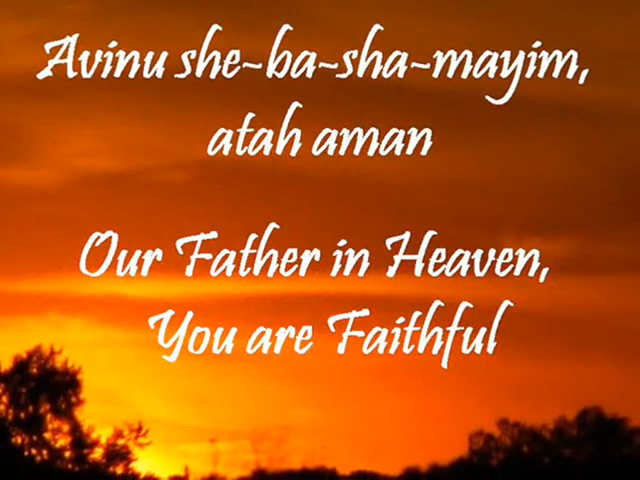 Avinu she-ba-sha-mayim,
atah aman
Our Father in Heaven,
You are Faithful